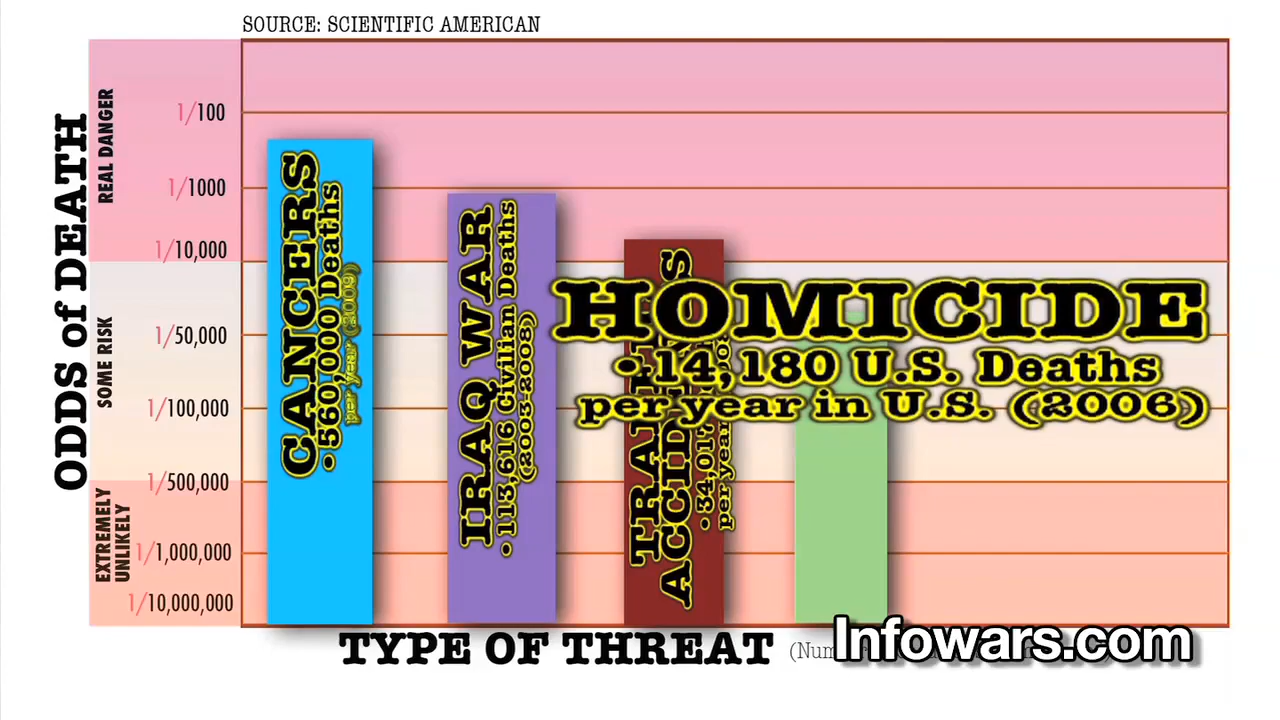 SOURCE: SCIENTIFIC AMERICAN
ODDS of DEATH
REAL DANGER
SOME RISK
EXTREMELY
UNLIKELY
1/100
1/1000
1/10,000
1/50,000
1/100,000
1/500,000
1/1,000,000
1/10,000,000
CANCERS
·560,000 Deaths
per year (2009)
IRAQ WAR
·113,616 Civilian Deaths
(2003-2008)
·34,017
per year
HOMICIDE
·14,180 U.S. Deaths
per year in U.S. (2006)
TYPE OF THREAT
Infowars.com